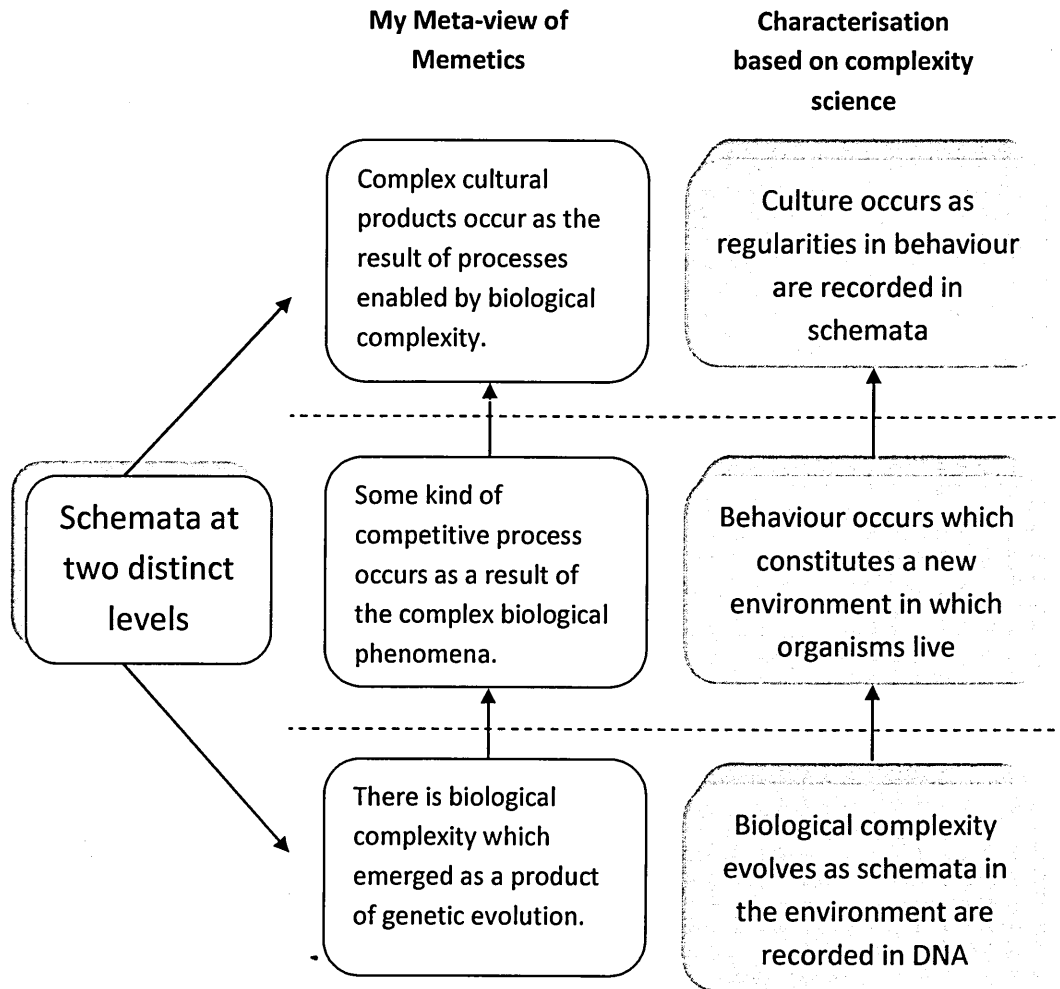 My Meta-view of
Memetics
Characterisation
based on complexity
science
Complex cultural
products occur as the
result of processes
enabled by biological
complexity.
Culture occurs as
regularities in behaviour
are recorded in
schemata
Schemata at
two distinct
levels
Some kind of
competitive process
occurs as a result of
the complex biological
phenomena.
Behaviour occurs which
constitutes a new
environment in which
organisms live
There is biological
complexity which
emerged as a product
of genetic evolution.
Biological complexity
evolves as schemata in
the environment are
recorded in DNA